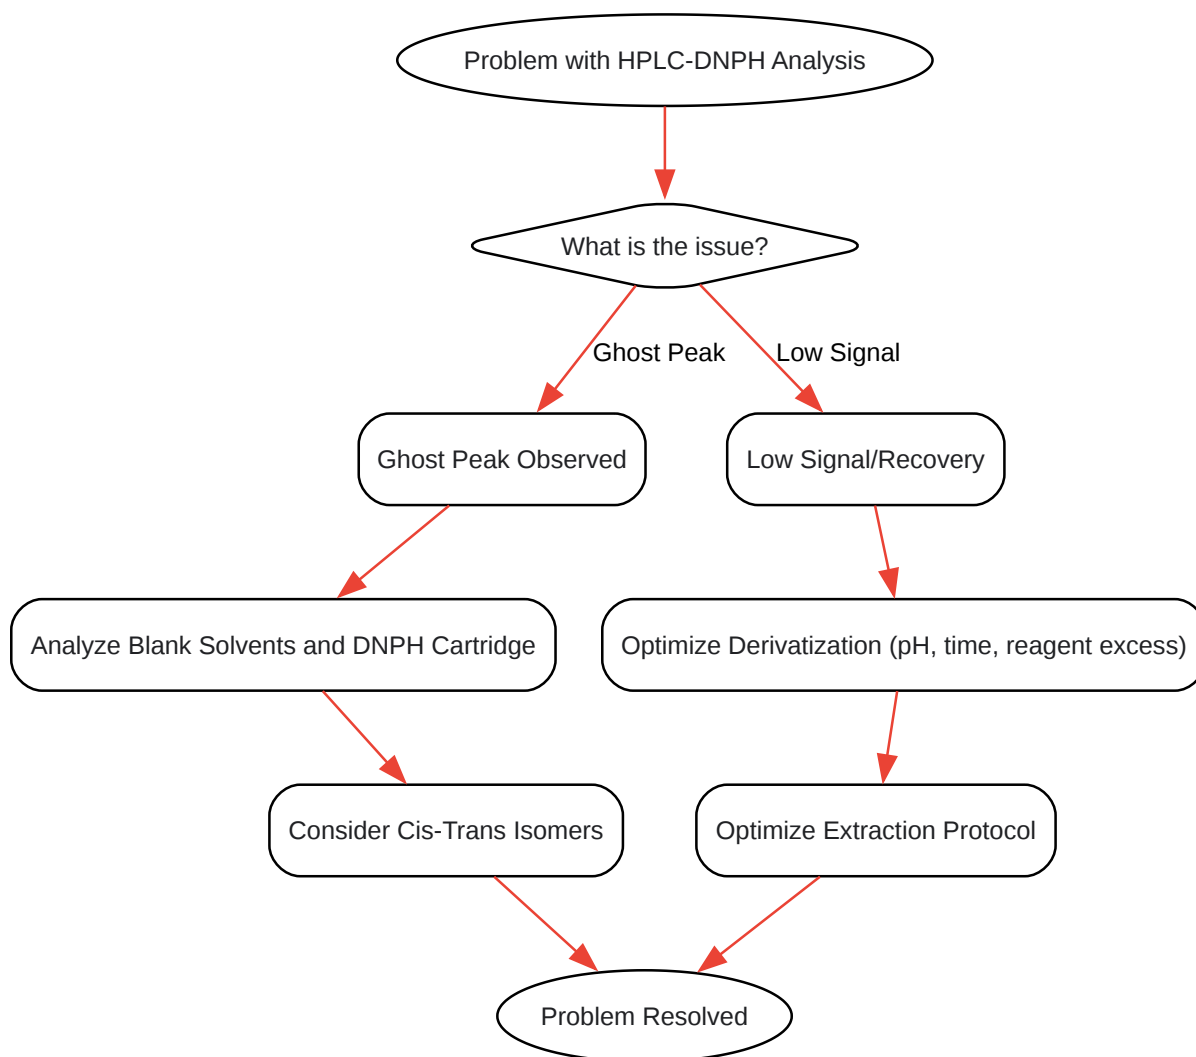 Problem with HPLC-DNPH Analysis
What is the issue?
Ghost Peak
Low Signal
Ghost Peak Observed
Low Signal/Recovery
Analyze Blank Solvents and DNPH Cartridge
Optimize Derivatization (pH, time, reagent excess)
Consider Cis-Trans Isomers
Optimize Extraction Protocol
Problem Resolved